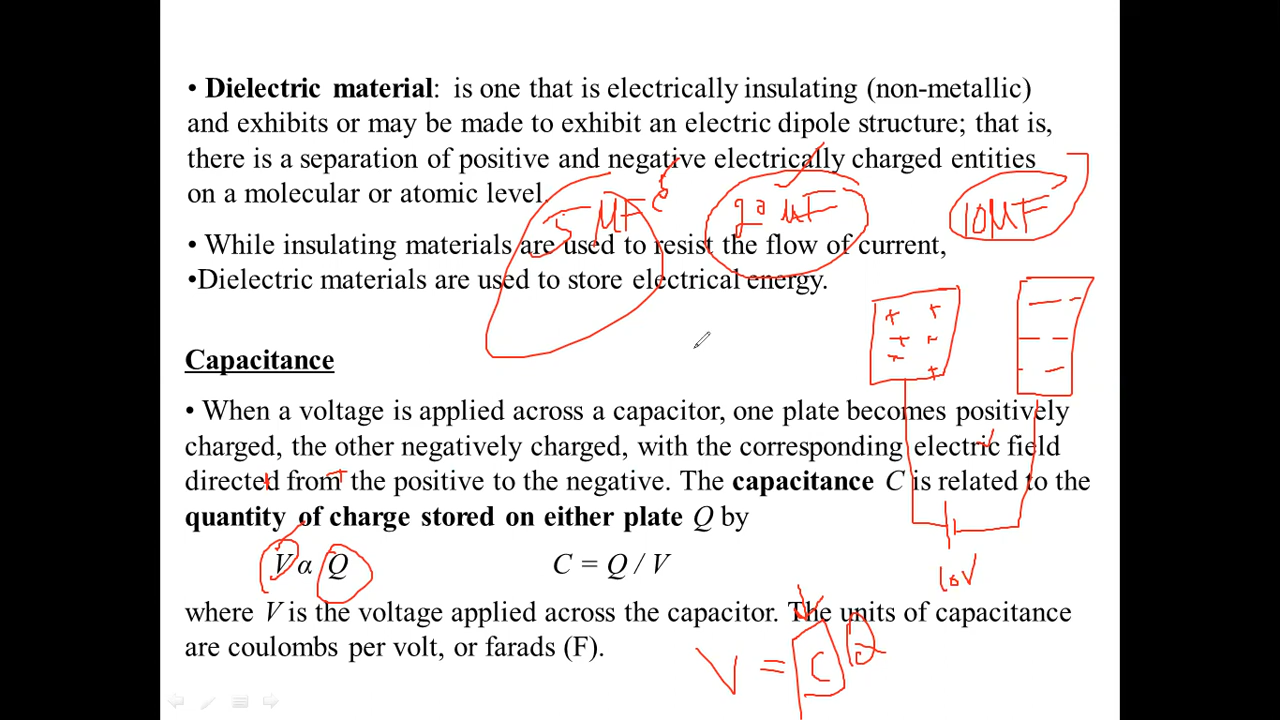 • Dielectric material: is one that is electrically insulating (non-metallic)
and exhibits or may be made to exhibit an electric dipole structure; that is,
there is a separation of positive and negative electrically charged entities
on a molecular or atomic level.
5 μF 20 μF 10μF
• While insulating materials are used to resist the flow of current,
•Dielectric materials are used to store electrical energy.
Capacitance
• When a voltage is applied across a capacitor, one plate becomes positively
charged, the other negatively charged, with the corresponding electric field
directed from the positive to the negative. The capacitance C is related to the
quantity of charge stored on either plate Q by
V α Q C = Q / V
10V
where V is the voltage applied across the capacitor. The units of capacitance
are coulombs per volt, or farads (F).
V = C Q